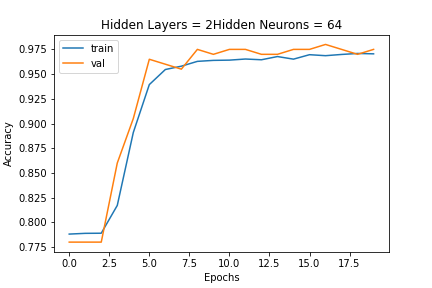 Hidden Layers = 2Hidden Neurons = 64
train
val
0.975
0.950
0.925
0.900
0.875
0.850
0.825
0.800
0.775
Accuracy
0.0 2.5 5.0 7.5 10.0 12.5 15.0 17.5
Epochs